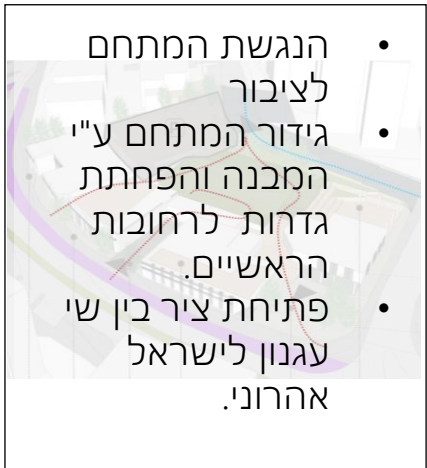 • הנגשת המתחם
לציבור
• גידור המתחם ע"י
המבנה והפחתת
גדרות לרחובות
הראשיים.
• פתיחת ציר בין שי
עגנון לישראל
אהרוני.